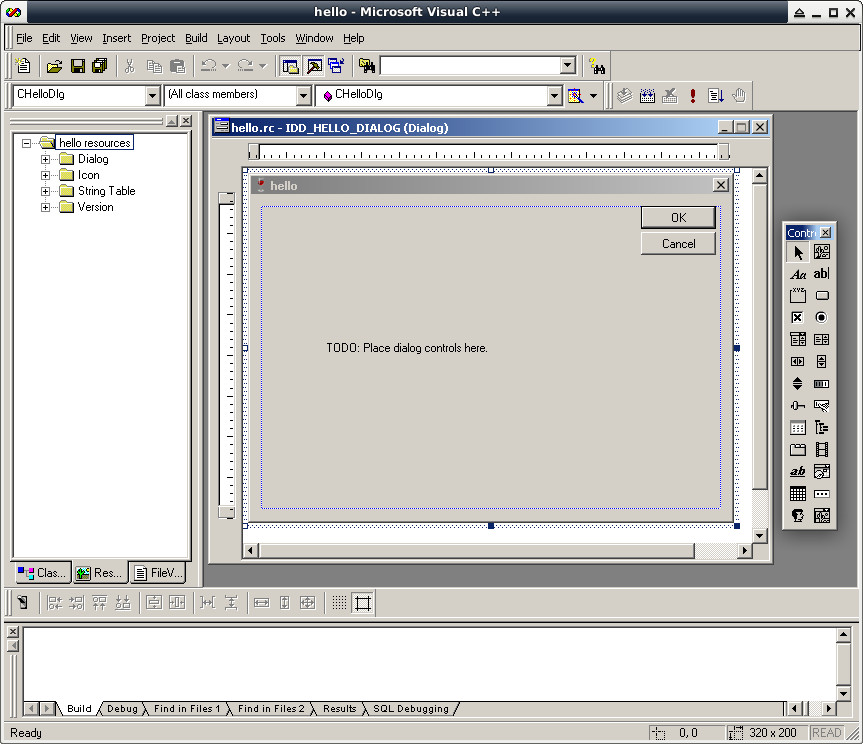 hello - Microsoft Visual C++
File Edit View Insert Project Build Layout Tools Window Help
CHelloDlg (All class members) CHelloDlg
hello resources
Dialog
Icon
String Table
Version
hello.rc - IDD_HELLO_DIALOG (Dialog)
hello
OK
Cancel
TODO: Place dialog controls here.
Contr
Aa ab|
XYZ
ab
Clas... Res... FileV...
Build Debug Find in Files 1 Find in Files 2 Results SQL Debugging
Ready 0, 0 320 x 200 READ